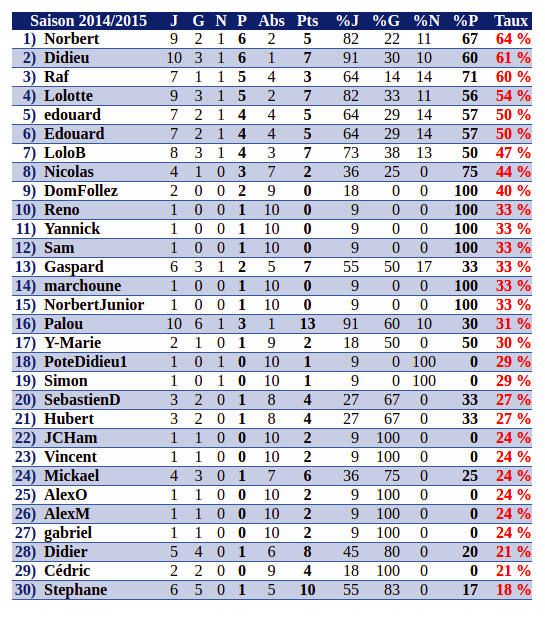 Saison 2014/2015 J G N P Abs Pts %J %G %N %P Taux
1) Norbert 9 2 1 6 2 5 82 22 11 67 64 %
2) Didieu 10 3 1 6 1 7 91 30 10 60 61 %
3) Raf 7 1 1 5 4 3 64 14 14 71 60 %
4) Lolotte 9 3 1 5 2 7 82 33 11 56 54 %
5) edouard 7 2 1 4 4 5 64 29 14 57 50 %
6) Edouard 7 2 1 4 4 5 64 29 14 57 50 %
7) LoloB 8 3 1 4 3 7 73 38 13 50 47 %
8) Nicolas 4 1 0 3 7 2 36 25 0 75 44 %
9) DomFollez 2 0 0 2 9 0 18 0 0 100 40 %
10) Reno 1 0 0 1 10 0 9 0 0 100 33 %
11) Yannick 1 0 0 1 10 0 9 0 0 100 33 %
12) Sam 1 0 0 1 10 0 9 0 0 100 33 %
13) Gaspard 6 3 1 2 5 7 55 50 17 33 33 %
14) marchoune 1 0 0 1 10 0 9 0 0 100 33 %
15) NorbertJunior 1 0 0 1 10 0 9 0 0 100 33 %
16) Palou 10 6 1 3 1 13 91 60 10 30 31 %
17) Y-Marie 2 1 0 1 9 2 18 50 0 50 30 %
18) PoteDidieu1 1 0 1 0 10 1 9 0 100 0 29 %
19) Simon 1 0 1 0 10 1 9 0 100 0 29 %
20) SebastienD 3 2 0 1 8 4 27 67 0 33 27 %
21) Hubert 3 2 0 1 8 4 27 67 0 33 27 %
22) JCHam 1 1 0 0 10 2 9 100 0 0 24 %
23) Vincent 1 1 0 0 10 2 9 100 0 0 24 %
24) Mickael 4 3 0 1 7 6 36 75 0 25 24 %
25) AlexO 1 1 0 0 10 2 9 100 0 0 24 %
26) AlexM 1 1 0 0 10 2 9 100 0 0 24 %
27) gabriel 1 1 0 0 10 2 9 100 0 0 24 %
28) Didier 5 4 0 1 6 8 45 80 0 20 21 %
29) Cédric 2 2 0 0 9 4 18 100 0 0 21 %
30) Stephane 6 5 0 1 5 10 55 83 0 17 18 %